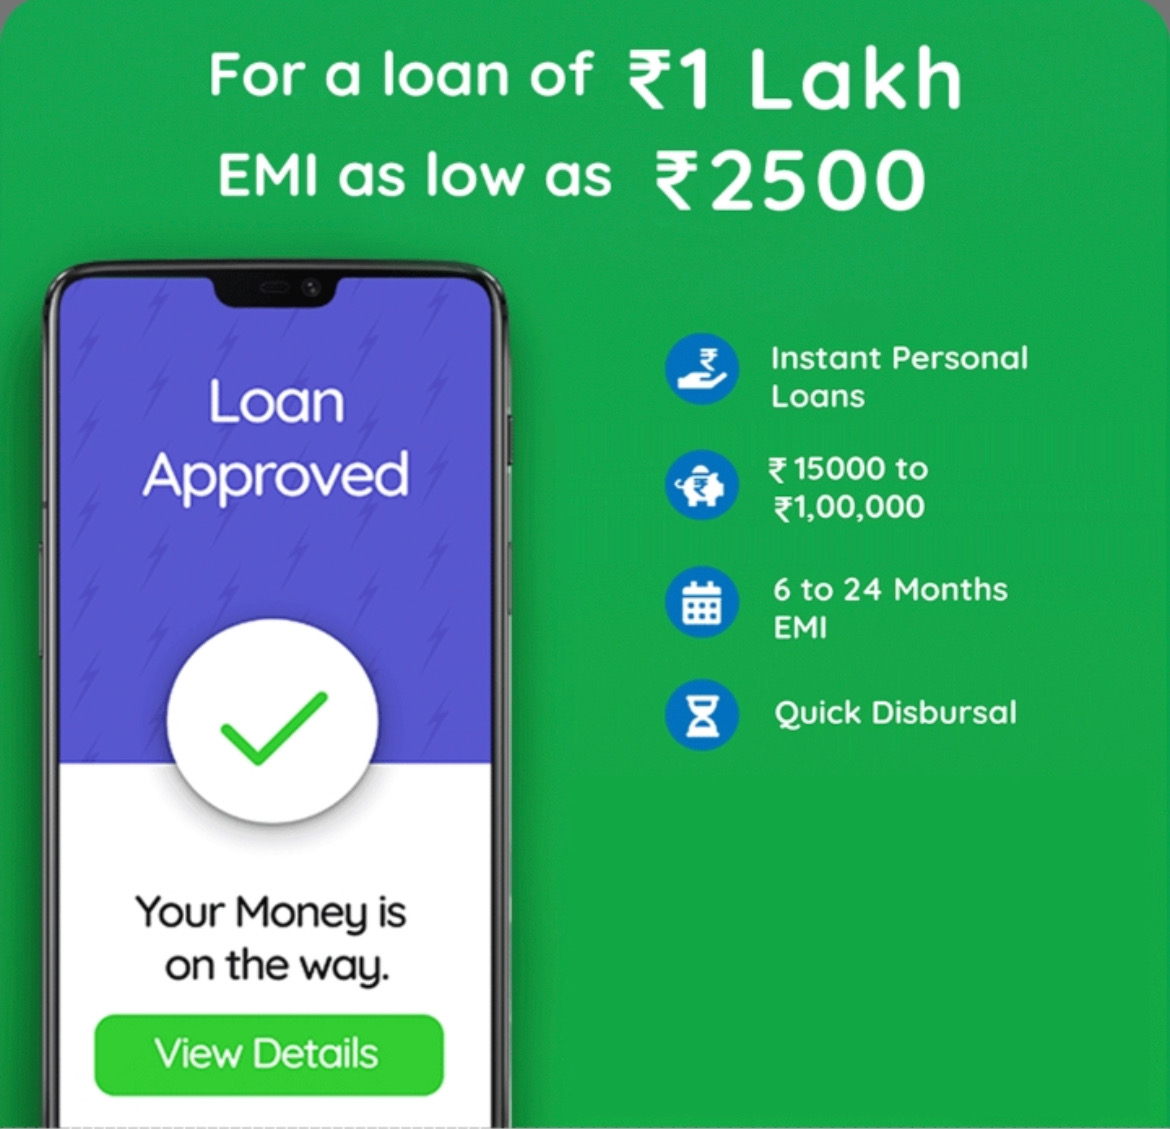 For a loan of ₹1 Lakh
EMI as low as ₹2500
Loan
Approved
Your Money is
on the way.
View Details
Instant Personal
Loans
₹ 15000 to
₹1,00,000
6 to 24 Months
EMI
Quick Disbursal